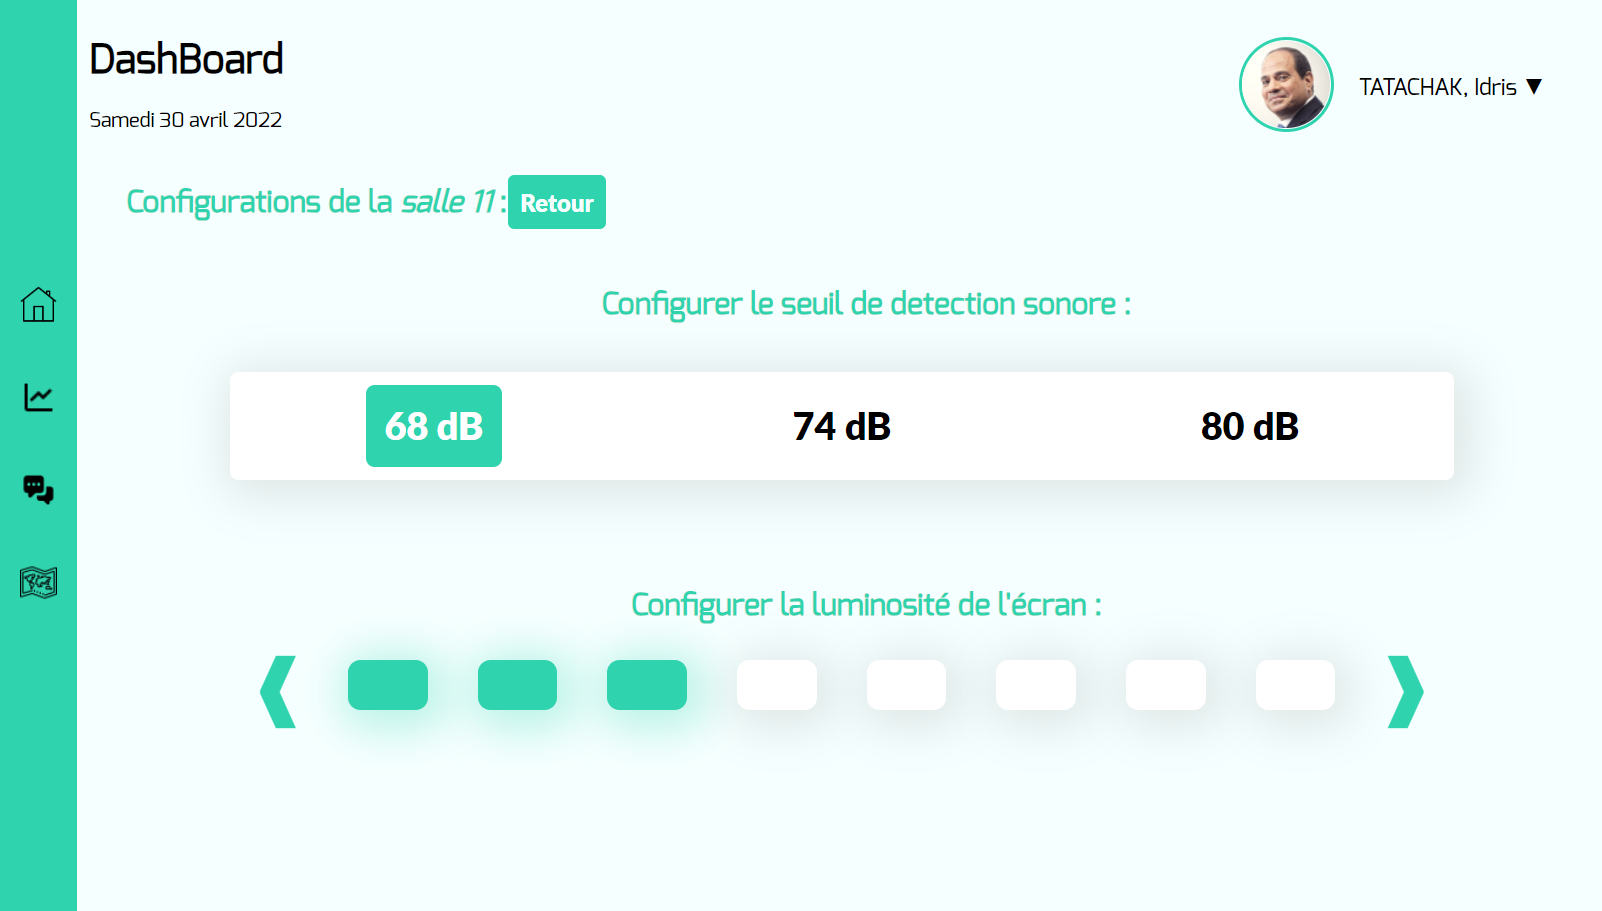 DashBoard
Samedi 30 avril 2022
TATACHAK, Idris ▼
Configurations de la salle 11 : Retour
Configurer le seuil de detection sonore :
68 dB 74 dB 80 dB
Configurer la luminosité de l'écran :